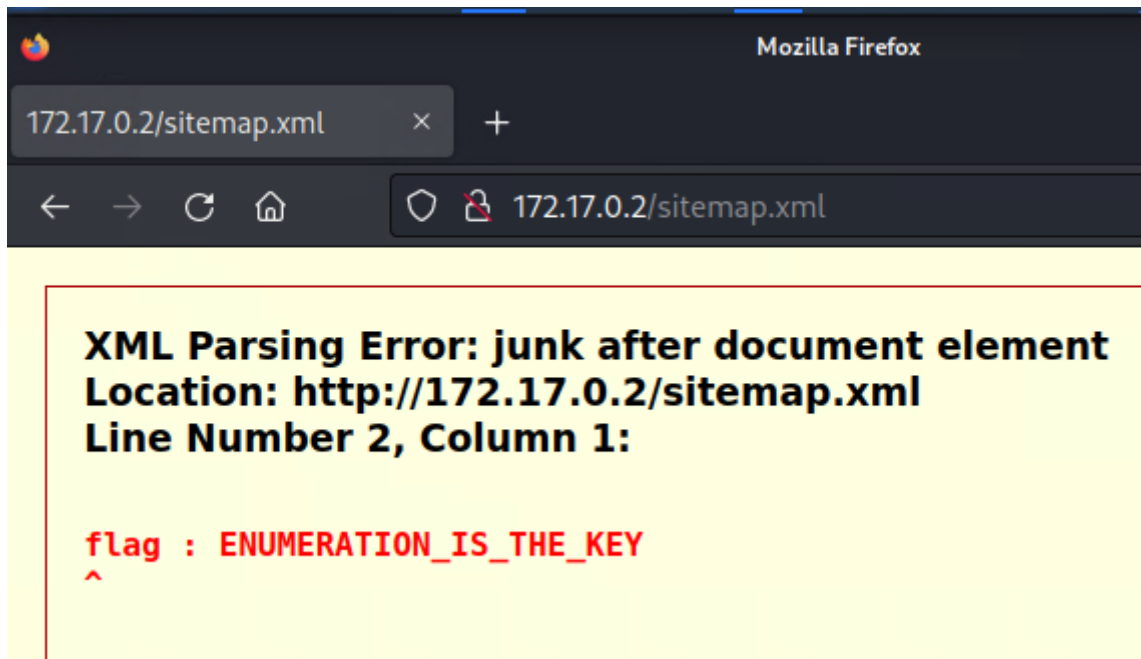 Mozilla Firefox
172.17.0.2/sitemap.xml
172.17.0.2/sitemap.xml
XML Parsing Error: junk after document element
Location: http://172.17.0.2/sitemap.xml
Line Number 2, Column 1:
flag : ENUMERATION_IS_THE_KEY
^